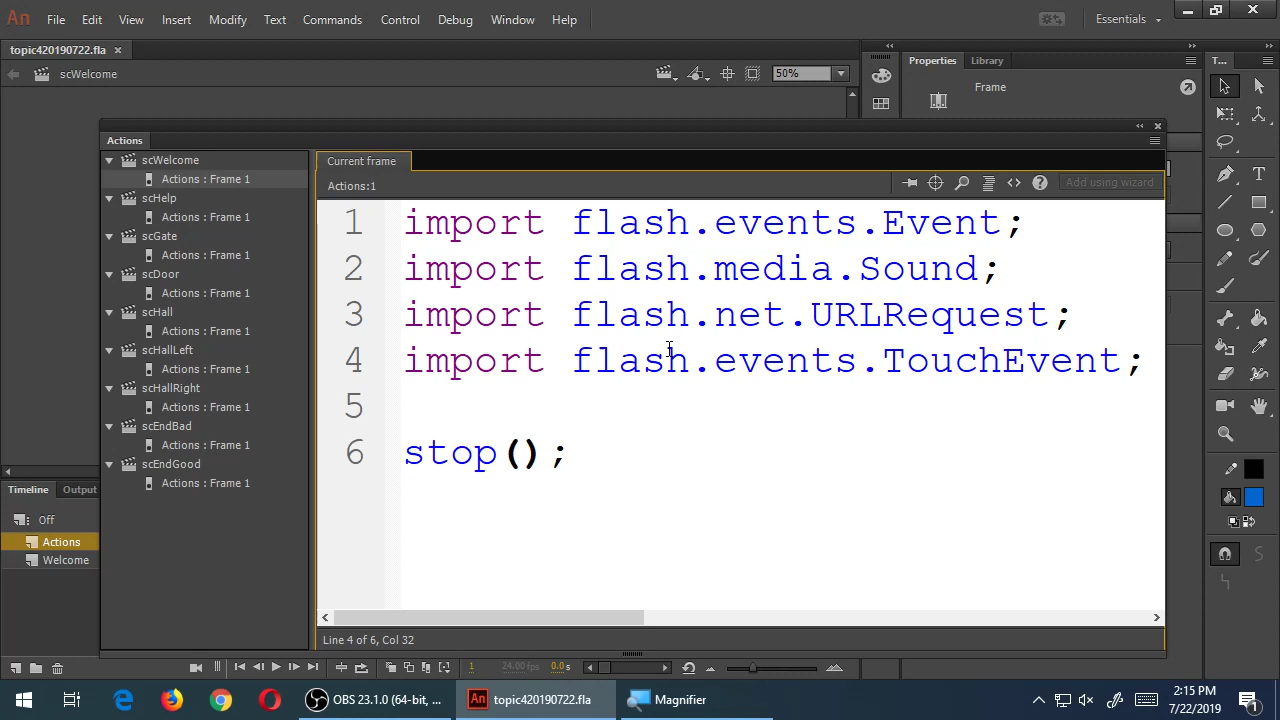 An File Edit View Insert Modify Text Commands Control Debug Window Help Essentials
topic420190722.fla
scWelcome 50%
Properties Library T...
Frame
Actions
scWelcome
Actions : Frame 1
scHelp
Actions : Frame 1
scGate
Actions : Frame 1
scDoor
Actions : Frame 1
scHall
Actions : Frame 1
scHallLeft
Actions : Frame 1
scHallRight
Actions : Frame 1
scEndBad
Actions : Frame 1
scEndGood
Actions : Frame 1
Current frame
Actions:1 Add using wizard
1 import flash.events.Event;
2 import flash.media.Sound;
3 import flash.net.URLRequest;
4 import flash.events.TouchEvent;
5
6 stop();
Line 4 of 6, Col 32
Timeline Output
Off
Actions
Welcome
1 24.00 fps 0.0 s
OBS 23.1.0 (64-bit, ... An topic420190722.fla Magnifier
2:15 PM
7/22/2019
1